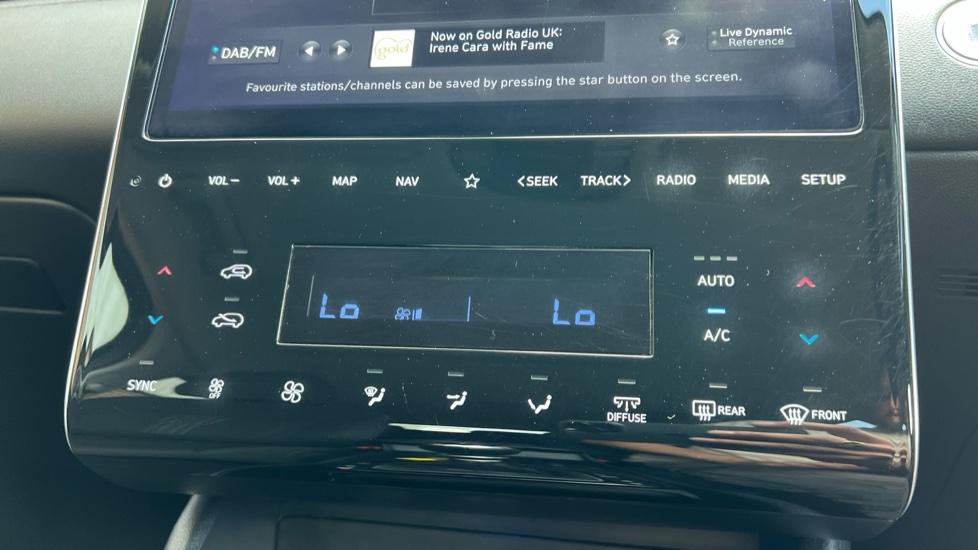 DAB/FM
gold
Now on Gold Radio UK:
Irene Cara with Fame
Live Dynamic
Reference
Favourite stations/channels can be saved by pressing the star button on the screen.
VOL− VOL+ MAP NAV <SEEK TRACK> RADIO MEDIA SETUP
AUTO
Lo Lo
A/C
SYNC
OFF
DIFFUSE
REAR
FRONT